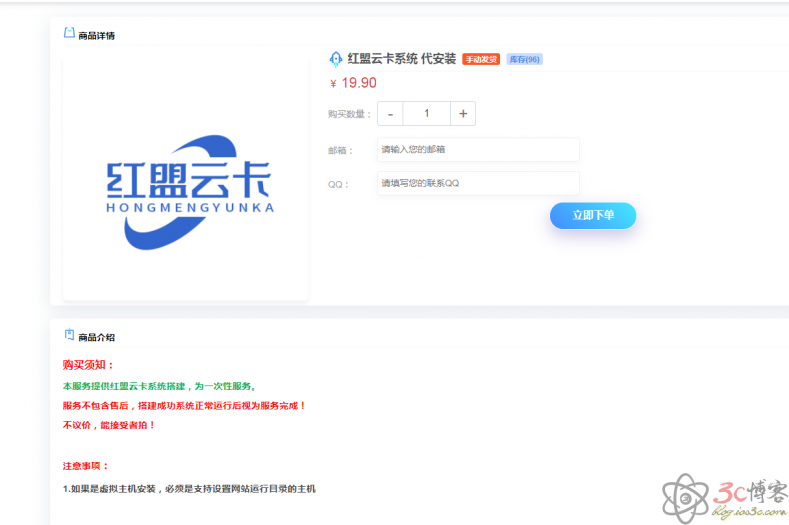 商品详情
红盟云卡系统 代安装 手动发货 库存(96)
¥ 19.90
购买数量： - 1 +
邮箱： 请输入您的邮箱
QQ： 请填写您的联系QQ
立即下单
红盟云卡
HONGMENGYUNKA
商品介绍
购买须知：
本服务提供红盟云卡系统搭建，为一次性服务。
服务不包含售后，搭建成功系统正常运行后视为服务完成！
不议价，能接受者拍！
注意事项：
1.如果是虚拟主机安装，必须是支持设置网站运行目录的主机
3c博客
blog.ios3c.com